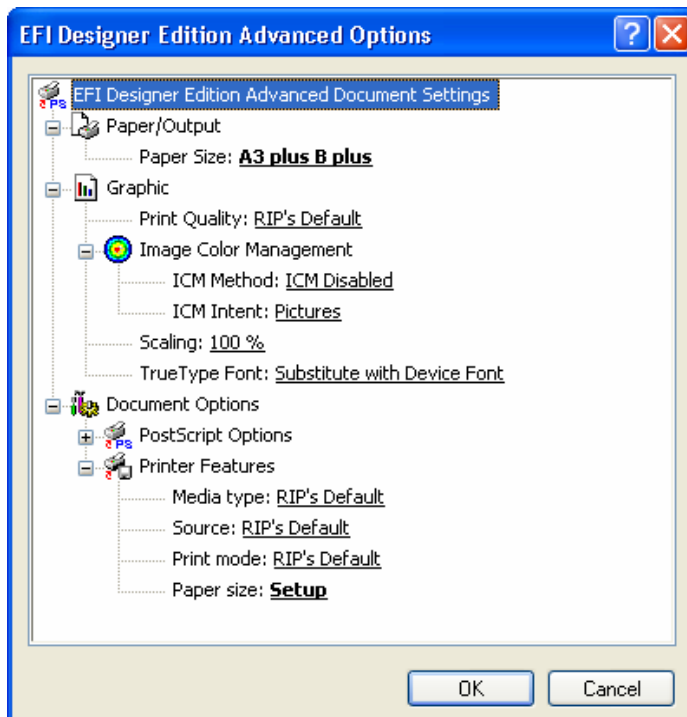 EFI Designer Edition Advanced Options
EFI Designer Edition Advanced Document Settings
Paper/Output
Paper Size: A3 plus B plus
Graphic
Print Quality: RIP's Default
Image Color Management
ICM Method: ICM Disabled
ICM Intent: Pictures
Scaling: 100 %
TrueType Font: Substitute with Device Font
Document Options
PostScript Options
Printer Features
Media type: RIP's Default
Source: RIP's Default
Print mode: RIP's Default
Paper size: Setup
OK
Cancel